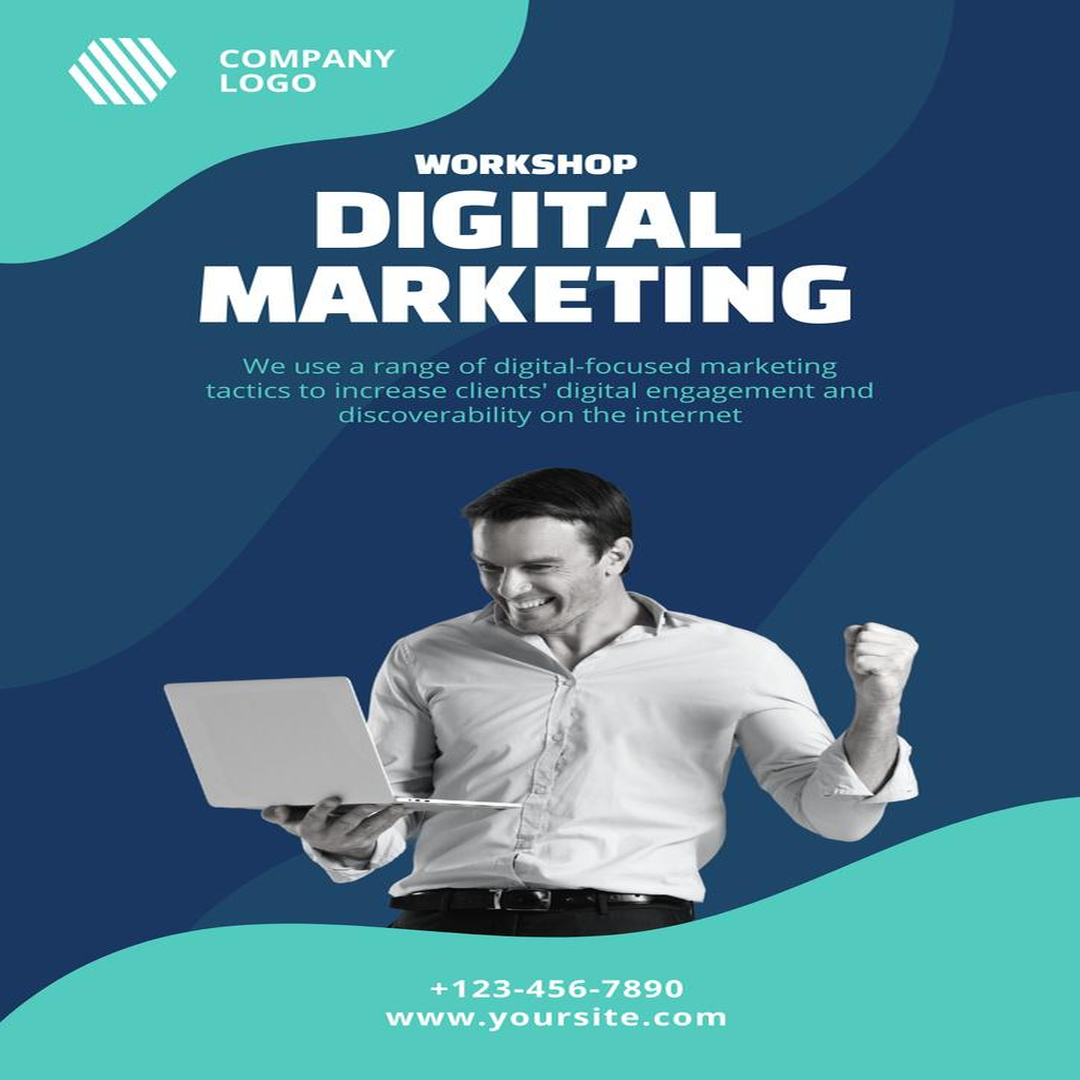 COMPANY
LOGO
WORKSHOP
DIGITAL
MARKETING
We use a range of digital-focused marketing
tactics to increase clients' digital engagement and
discoverability on the internet
+123-456-7890
www.yoursite.com